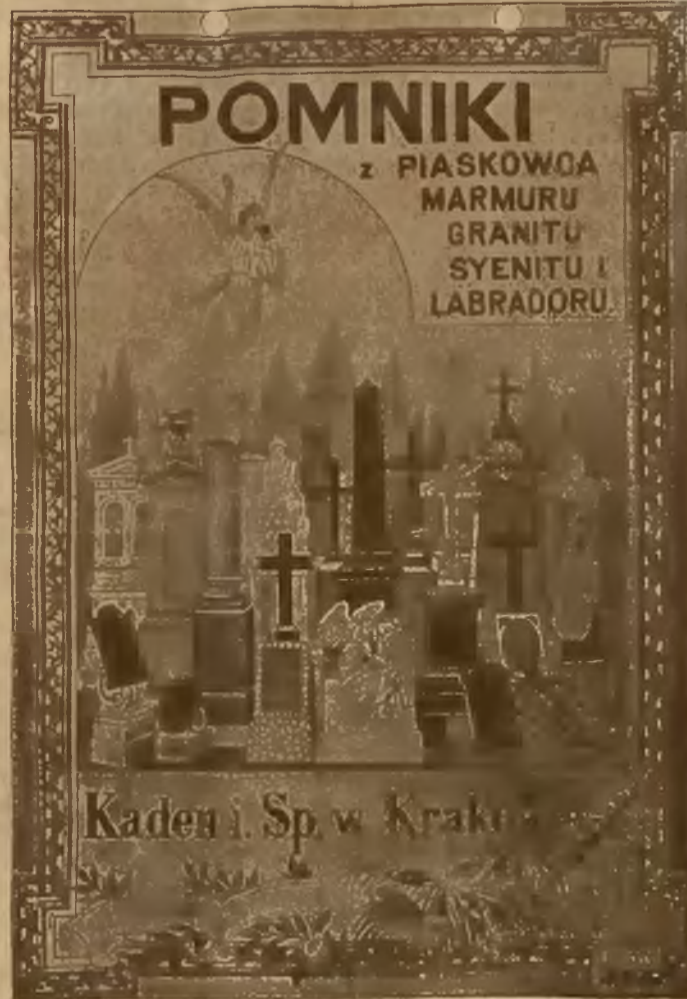 POMNIKI
z PIASKOWCA
MARMURU
GRANITU
SYENITU I
LABRADORU
Kaden i. Sp. w